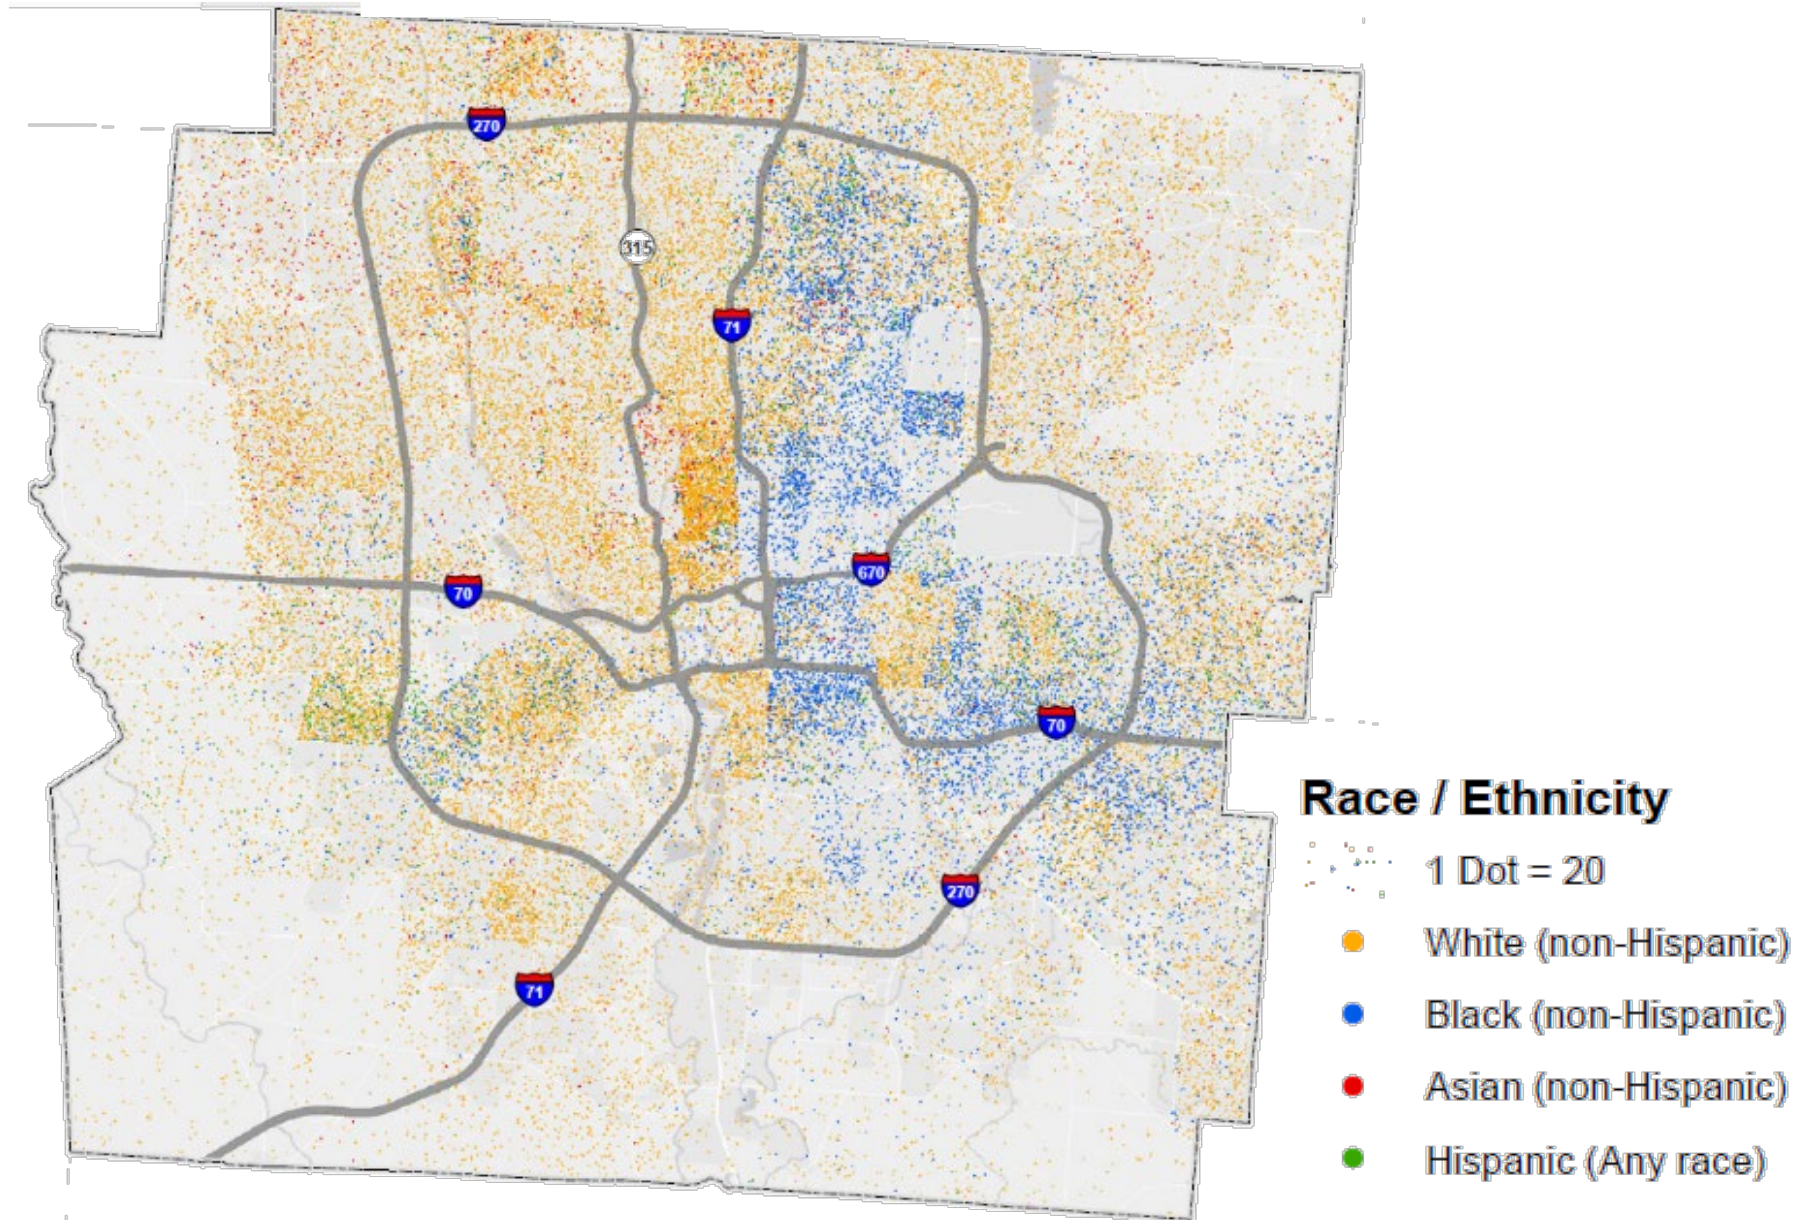 270
315
71
670
70
70
270
71
Race / Ethnicity
1 Dot = 20
White (non-Hispanic)
Black (non-Hispanic)
Asian (non-Hispanic)
Hispanic (Any race)